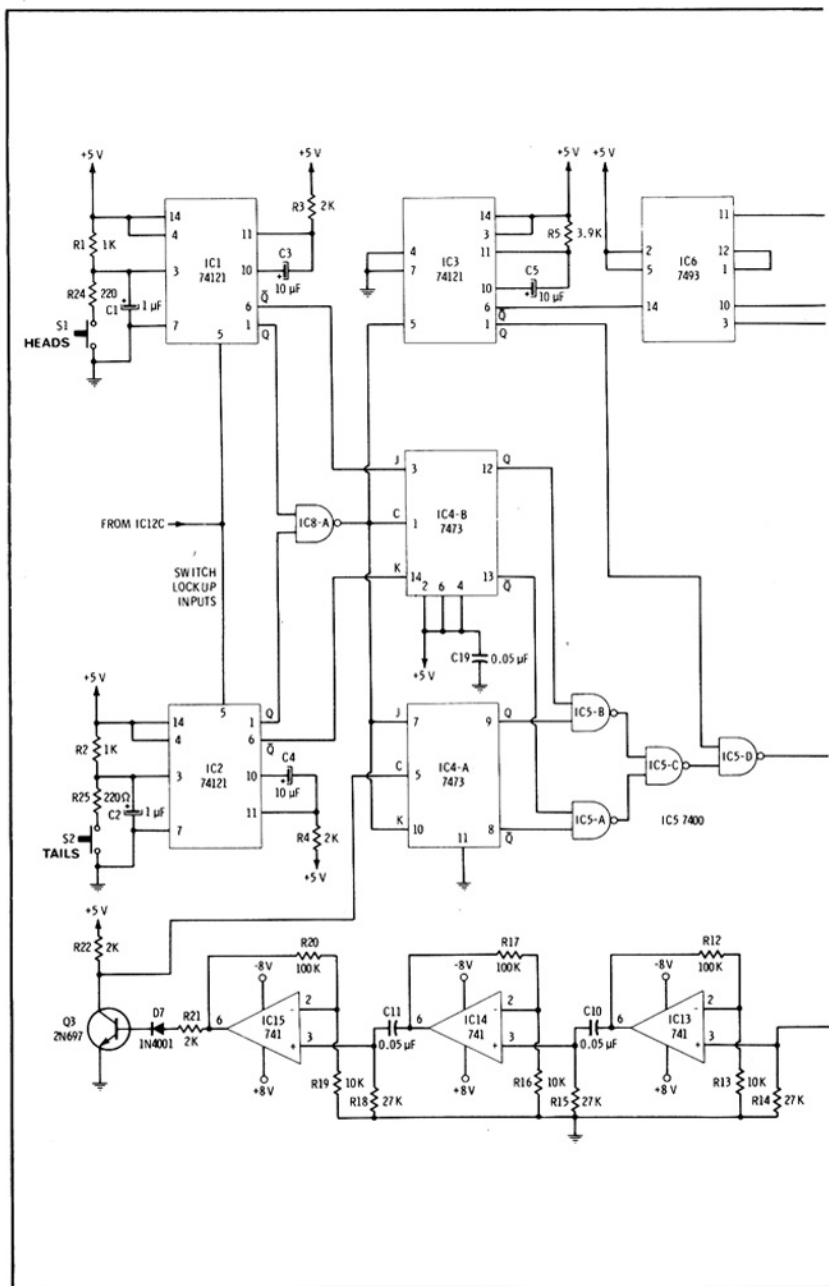 +5 V
+5 V
+5 V
+5 V
R3
2K
14
4
11
R1
1K
IC1
74121
C3
3
10
10 µF
R24
220
C1
1 µF
Q̅
6
S1
7
1
HEADS
5
Q
14
3
R5
3.9K
4
IC3
11
7
74121
C5
10
10 µF
6
Q̅
5
1
Q
11
2
IC6
12
5
7493
1
14
10
3
J
3
12
Q
IC4-B
7473
FROM IC12C
IC8-A
C
1
K
14
13
Q̅
2
6
4
SWITCH
LOCKUP
INPUTS
C19
0.05 µF
+5 V
+5 V
5
14
1
Q
4
6
Q̅
R2
1K
IC2
74121
C4
3
10
10 µF
R25
220Ω
C2
1 µF
11
S2
7
R4
2K
TAILS
+5 V
J
7
9
Q
C
5
IC4-A
7473
K
10
8
Q̅
11
IC5-B
IC5-C
IC5-D
IC5-A
IC5 7400
+5 V
R22
2K
Q3
2N697
D7
1N4001
R21
2K
R20
100K
-8V
6
IC15
741
2
-
3
+
+8V
R19
10K
R18
27K
C11
0.05 µF
R17
100K
-8V
6
IC14
741
2
-
3
+
+8V
R16
10K
R15
27K
C10
0.05 µF
R12
100K
-8V
6
IC13
741
2
-
3
+
+8V
R13
10K
R14
27K